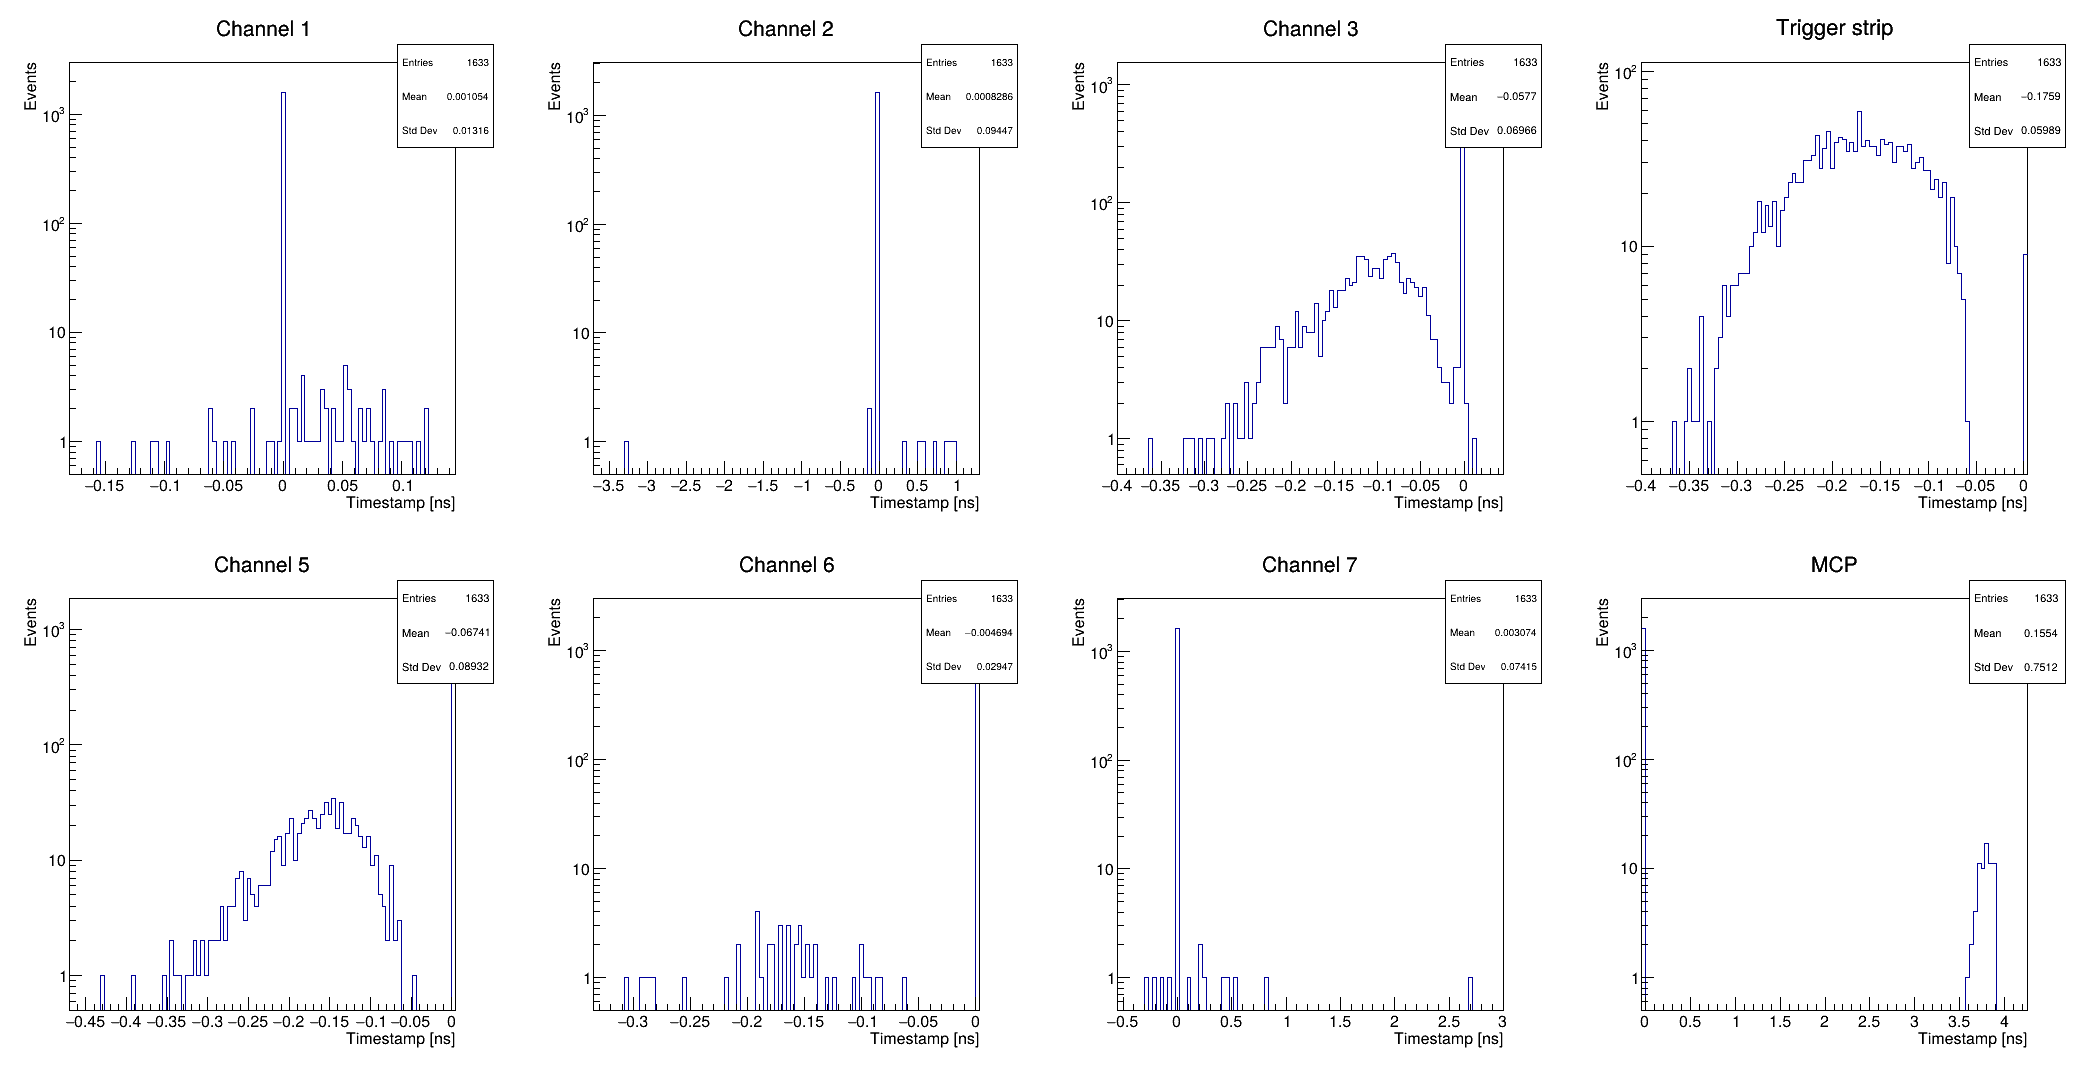 Channel 1
Entries 1633
Mean 0.001054
Std Dev 0.01316
Events
10³
10²
10
1
−0.15 −0.1 −0.05 0 0.05 0.1
Timestamp [ns]
Channel 2
Entries 1633
Mean 0.0008286
Std Dev 0.09447
Events
10³
10²
10
1
−3.5 −3 −2.5 −2 −1.5 −1 −0.5 0 0.5 1
Timestamp [ns]
Channel 3
Entries 1633
Mean −0.0577
Std Dev 0.06966
Events
10³
10²
10
1
−0.4 −0.35 −0.3 −0.25 −0.2 −0.15 −0.1 −0.05 0
Timestamp [ns]
Trigger strip
Entries 1633
Mean −0.1759
Std Dev 0.05989
Events
10²
10
1
−0.4 −0.35 −0.3 −0.25 −0.2 −0.15 −0.1 −0.05 0
Timestamp [ns]
Channel 5
Entries 1633
Mean −0.06741
Std Dev 0.08932
Events
10³
10²
10
1
−0.45 −0.4 −0.35 −0.3 −0.25 −0.2 −0.15 −0.1 −0.05 0
Timestamp [ns]
Channel 6
Entries 1633
Mean −0.004694
Std Dev 0.02947
Events
10³
10²
10
1
−0.3 −0.25 −0.2 −0.15 −0.1 −0.05 0
Timestamp [ns]
Channel 7
Entries 1633
Mean 0.003074
Std Dev 0.07415
Events
10³
10²
10
1
−0.5 0 0.5 1 1.5 2 2.5 3
Timestamp [ns]
MCP
Entries 1633
Mean 0.1554
Std Dev 0.7512
Events
10³
10²
10
1
0 0.5 1 1.5 2 2.5 3 3.5 4
Timestamp [ns]